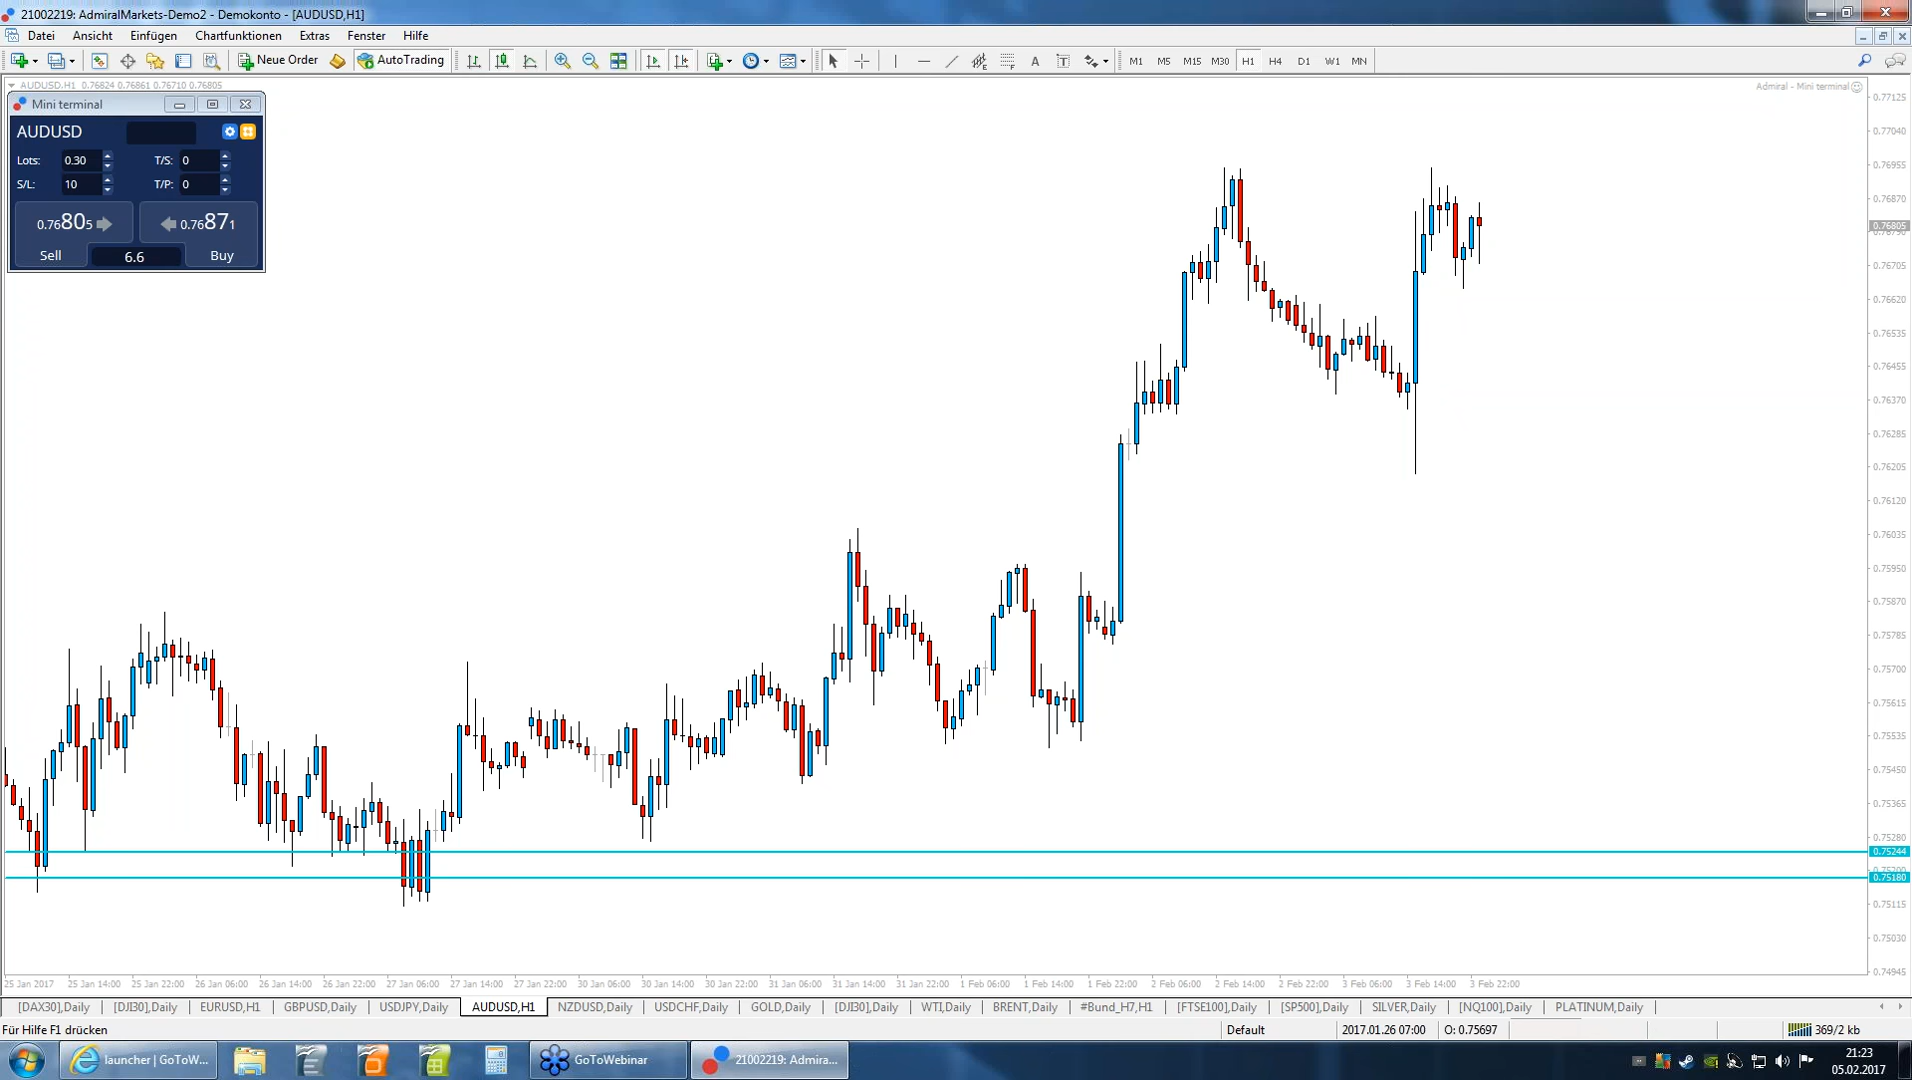 21002219: AdmiralMarkets-Demo2 - Demokonto - [AUDUSD,H1]
Datei Ansicht Einfügen Chartfunktionen Extras Fenster Hilfe
Neue Order AutoTrading A T M1 M5 M15 M30 H1 H4 D1 W1 MN
AUDUSD,H1 0.76824 0.76861 0.76710 0.76805
Admiral - Mini terminal
Mini terminal
AUDUSD
Lots: 0.30 T/S: 0
S/L: 10 T/P: 0
0.76805 0.76871
Sell 6.6 Buy
0.77125
0.77040
0.76955
0.76870
0.76805
0.76705
0.76620
0.76535
0.76455
0.76370
0.76285
0.76205
0.76120
0.76035
0.75950
0.75870
0.75785
0.75700
0.75615
0.75535
0.75450
0.75365
0.75280
0.75244
0.75180
0.75115
0.75030
0.74945
25 Jan 2017 25 Jan 14:00 25 Jan 22:00 26 Jan 06:00 26 Jan 14:00 26 Jan 22:00 27 Jan 06:00 27 Jan 14:00 27 Jan 22:00 30 Jan 06:00 30 Jan 14:00 30 Jan 22:00 31 Jan 06:00 31 Jan 14:00 31 Jan 22:00 1 Feb 06:00 1 Feb 14:00 1 Feb 22:00 2 Feb 06:00 2 Feb 14:00 2 Feb 22:00 3 Feb 06:00 3 Feb 14:00 3 Feb 22:00
[DAX30],Daily [DJI30],Daily EURUSD,H1 GBPUSD,Daily USDJPY,Daily AUDUSD,H1 NZDUSD,Daily USDCHF,Daily GOLD,Daily [DJI30],Daily WTI,Daily BRENT,Daily #Bund_H7,H1 [FTSE100],Daily [SP500],Daily SILVER,Daily [NQ100],Daily PLATINUM,Daily
Für Hilfe F1 drücken Default 2017.01.26 07:00 O: 0.75697 369/2 kb
launcher | GoToW... GoToWebinar 21002219: Admira... 21:23
05.02.2017